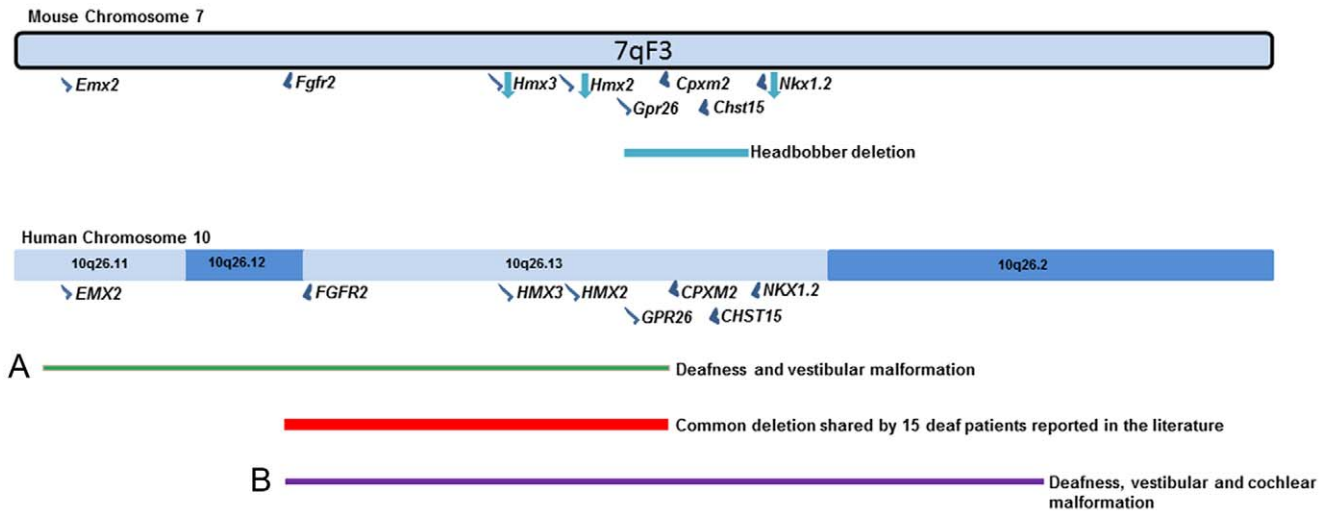 Mouse Chromosome 7
7qF3
Emx2 Fgfr2 Hmx3 Hmx2 Cpxm2 Nkx1.2
Gpr26 Chst15
Headbobber deletion
Human Chromosome 10
10q26.11 10q26.12 10q26.13 10q26.2
EMX2 FGFR2 HMX3 HMX2 CPXM2 NKX1.2
GPR26 CHST15
A Deafness and vestibular malformation
Common deletion shared by 15 deaf patients reported in the literature
B Deafness, vestibular and cochlear
malformation